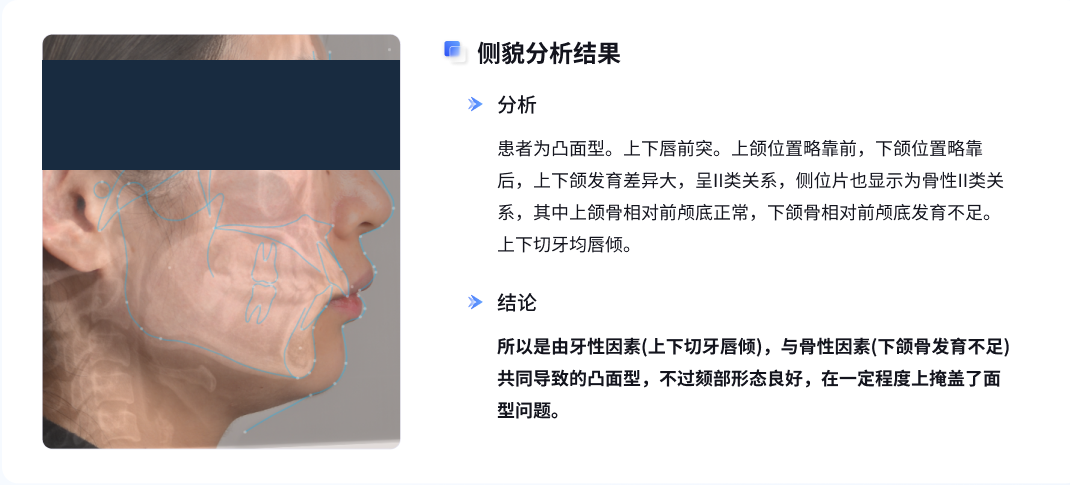 侧貌分析结果
分析
患者为凸面型。上下唇前突。上颌位置略靠前，下颌位置略靠
后，上下颌发育差异大，呈II类关系，侧位片也显示为骨性II类关
系，其中上颌骨相对前颅底正常，下颌骨相对前颅底发育不足。
上下切牙均唇倾。
结论
所以是由牙性因素(上下切牙唇倾)，与骨性因素(下颌骨发育不足)
共同导致的凸面型，不过颏部形态良好，在一定程度上掩盖了面
型问题。